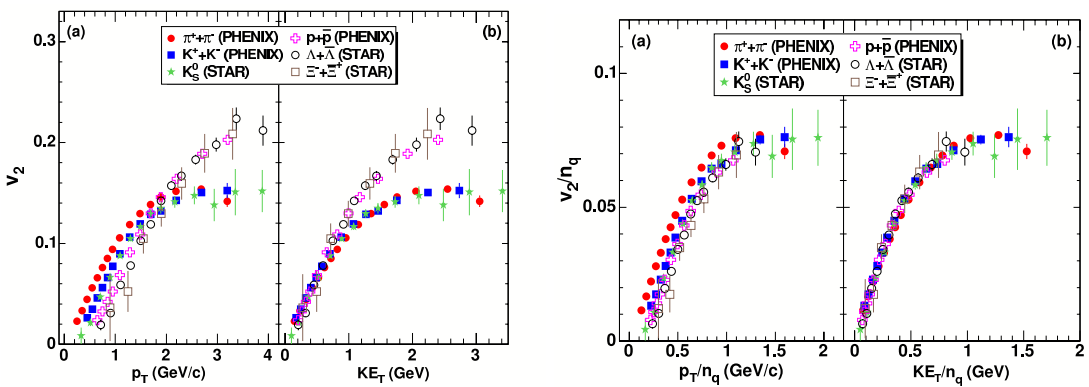 0.3
0.2
0.1
0
v₂
(a)
(b)
π⁺+π⁻ (PHENIX)
K⁺+K⁻ (PHENIX)
K⁰S (STAR)
p+p̅ (PHENIX)
Λ+Λ̅ (STAR)
Ξ⁻+Ξ̅⁺ (STAR)
0 1 2 3 4
0 1 2 3
pT (GeV/c)
KET (GeV)
0.1
0.05
0
v₂/nq
(a)
(b)
π⁺+π⁻ (PHENIX)
K⁺+K⁻ (PHENIX)
K⁰S (STAR)
p+p̅ (PHENIX)
Λ+Λ̅ (STAR)
Ξ⁻+Ξ̅⁺ (STAR)
0 0.5 1 1.5 2
0 0.5 1 1.5 2
pT/nq (GeV/c)
KET/nq (GeV)